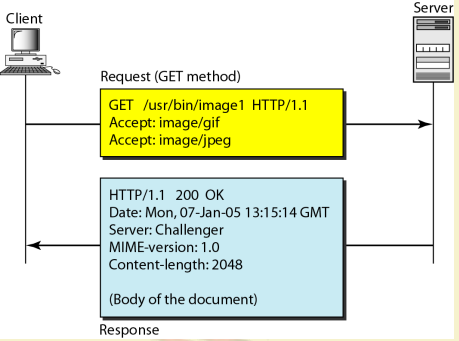 Client
Server
Request (GET method)
GET /usr/bin/image1 HTTP/1.1
Accept: image/gif
Accept: image/jpeg
HTTP/1.1 200 OK
Date: Mon, 07-Jan-05 13:15:14 GMT
Server: Challenger
MIME-version: 1.0
Content-length: 2048
(Body of the document)
Response